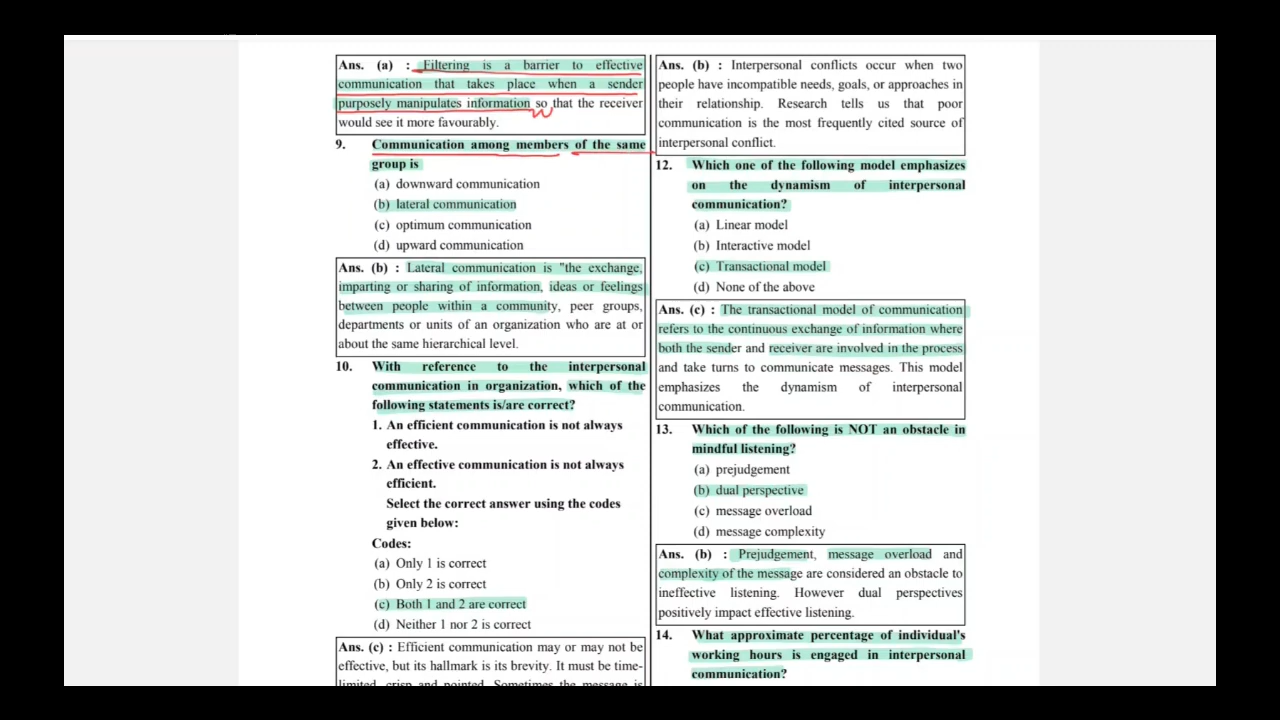 Ans. (a) : Filtering is a barrier to effective
communication that takes place when a sender
purposely manipulates information so that the receiver
would see it more favourably.
9. Communication among members of the same
group is
(a) downward communication
(b) lateral communication
(c) optimum communication
(d) upward communication
Ans. (b) : Lateral communication is "the exchange,
imparting or sharing of information, ideas or feelings
between people within a community, peer groups,
departments or units of an organization who are at or
about the same hierarchical level.
10. With reference to the interpersonal
communication in organization, which of the
following statements is/are correct?
1. An efficient communication is not always
effective.
2. An effective communication is not always
efficient.
Select the correct answer using the codes
given below:
Codes:
(a) Only 1 is correct
(b) Only 2 is correct
(c) Both 1 and 2 are correct
(d) Neither 1 nor 2 is correct
Ans. (c) : Efficient communication may or may not be
effective, but its hallmark is its brevity. It must be time-
limited, crisp and pointed. Sometimes the message is
Ans. (b) : Interpersonal conflicts occur when two
people have incompatible needs, goals, or approaches in
their relationship. Research tells us that poor
communication is the most frequently cited source of
interpersonal conflict.
12. Which one of the following model emphasizes
on the dynamism of interpersonal
communication?
(a) Linear model
(b) Interactive model
(c) Transactional model
(d) None of the above
Ans. (c) : The transactional model of communication
refers to the continuous exchange of information where
both the sender and receiver are involved in the process
and take turns to communicate messages. This model
emphasizes the dynamism of interpersonal
communication.
13. Which of the following is NOT an obstacle in
mindful listening?
(a) prejudgement
(b) dual perspective
(c) message overload
(d) message complexity
Ans. (b) : Prejudgement, message overload and
complexity of the message are considered an obstacle to
ineffective listening. However dual perspectives
positively impact effective listening.
14. What approximate percentage of individual's
working hours is engaged in interpersonal
communication?